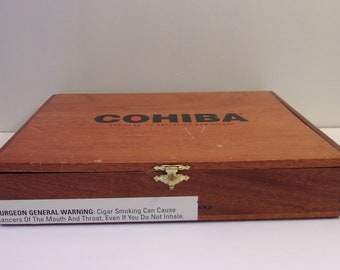 COHIBA
URGEON GENERAL WARNING: Cigar Smoking Can Cause
ancers Of The Mouth And Throat, Even If You Do Not Inhale.